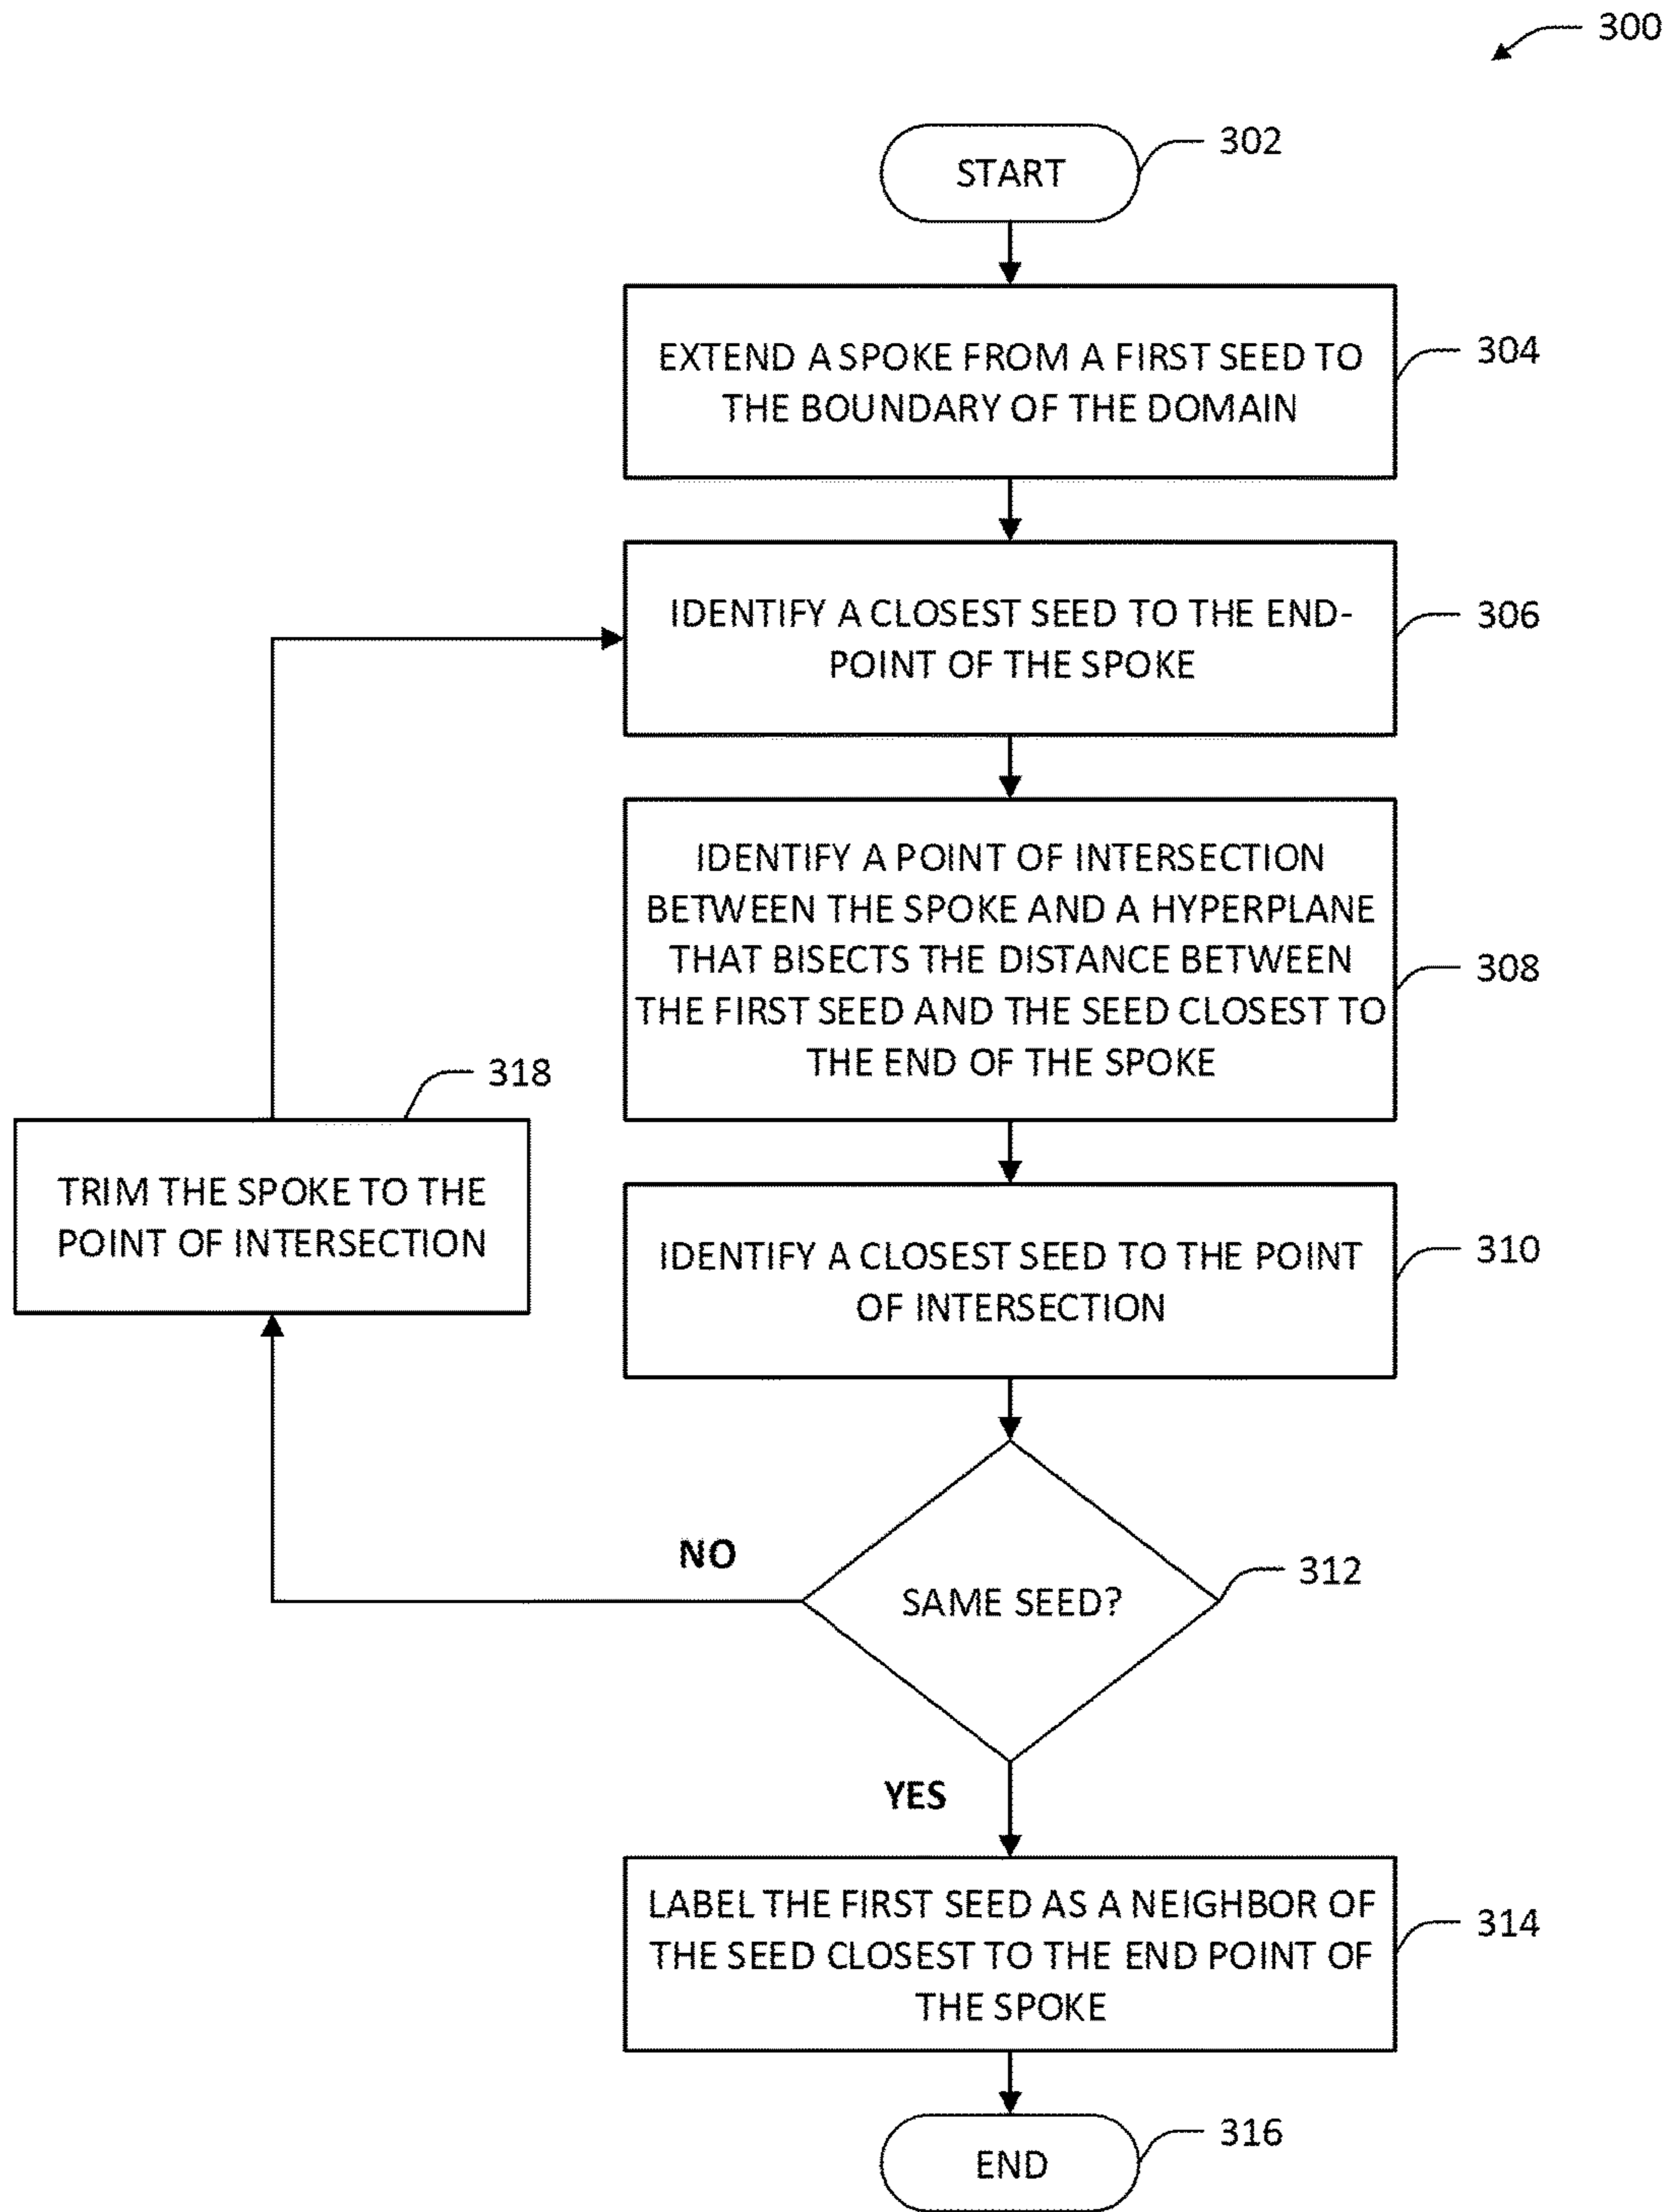 300
START
302
EXTEND A SPOKE FROM A FIRST SEED TO
THE BOUNDARY OF THE DOMAIN
304
IDENTIFY A CLOSEST SEED TO THE END-
POINT OF THE SPOKE
306
IDENTIFY A POINT OF INTERSECTION
BETWEEN THE SPOKE AND A HYPERPLANE
THAT BISECTS THE DISTANCE BETWEEN
THE FIRST SEED AND THE SEED CLOSEST TO
THE END OF THE SPOKE
308
318
TRIM THE SPOKE TO THE
POINT OF INTERSECTION
IDENTIFY A CLOSEST SEED TO THE POINT
OF INTERSECTION
310
NO
SAME SEED?
312
YES
LABEL THE FIRST SEED AS A NEIGHBOR OF
THE SEED CLOSEST TO THE END POINT OF
THE SPOKE
314
END
316